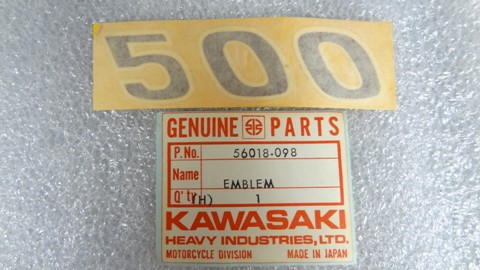 500
GENUINE PARTS
P.No. 56018-098
Name EMBLEM
Q'ty (H) 1
KAWASAKI
HEAVY INDUSTRIES, LTD.
MOTORCYCLE DIVISION MADE IN JAPAN